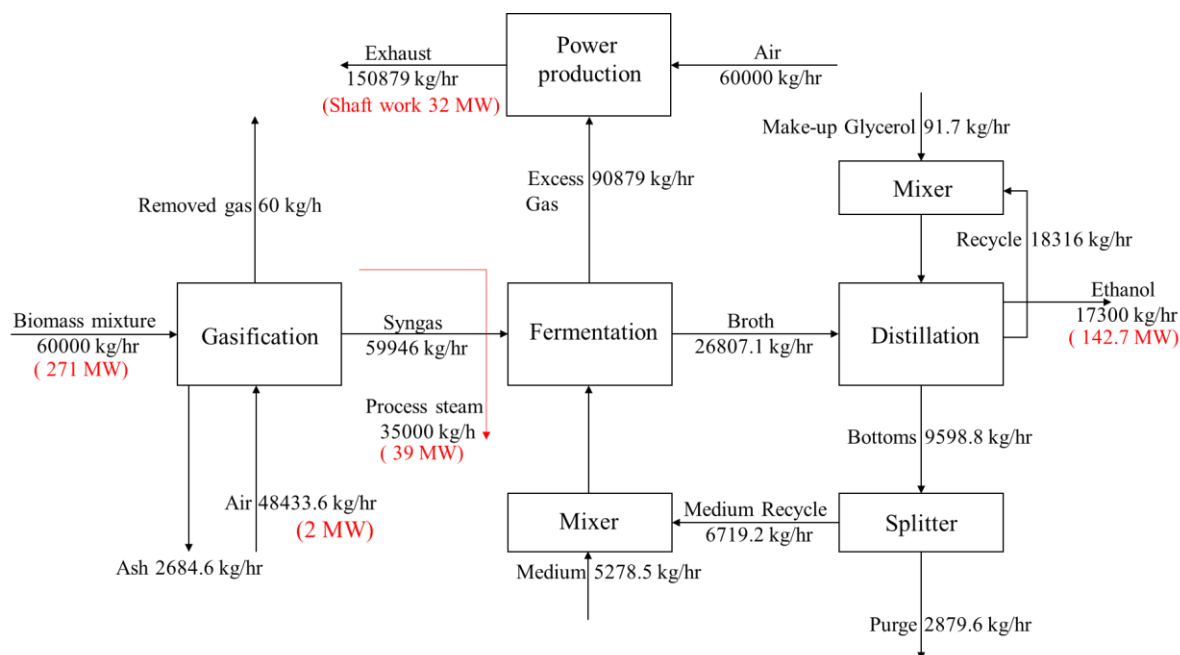 Exhaust
150879 kg/hr
(Shaft work 32 MW)
Power
production
Air
60000 kg/hr
Make-up Glycerol 91.7 kg/hr
Mixer
Removed gas 60 kg/h
Excess 90879 kg/hr
Gas
Recycle 18316 kg/hr
Biomass mixture
60000 kg/hr
( 271 MW)
Gasification
Syngas
59946 kg/hr
Fermentation
Broth
26807.1 kg/hr
Distillation
Ethanol
17300 kg/hr
( 142.7 MW)
Process steam
35000 kg/h
( 39 MW)
Bottoms 9598.8 kg/hr
Air 48433.6 kg/hr
(2 MW)
Ash 2684.6 kg/hr
Mixer
Medium Recycle
6719.2 kg/hr
Splitter
Medium 5278.5 kg/hr
Purge 2879.6 kg/hr